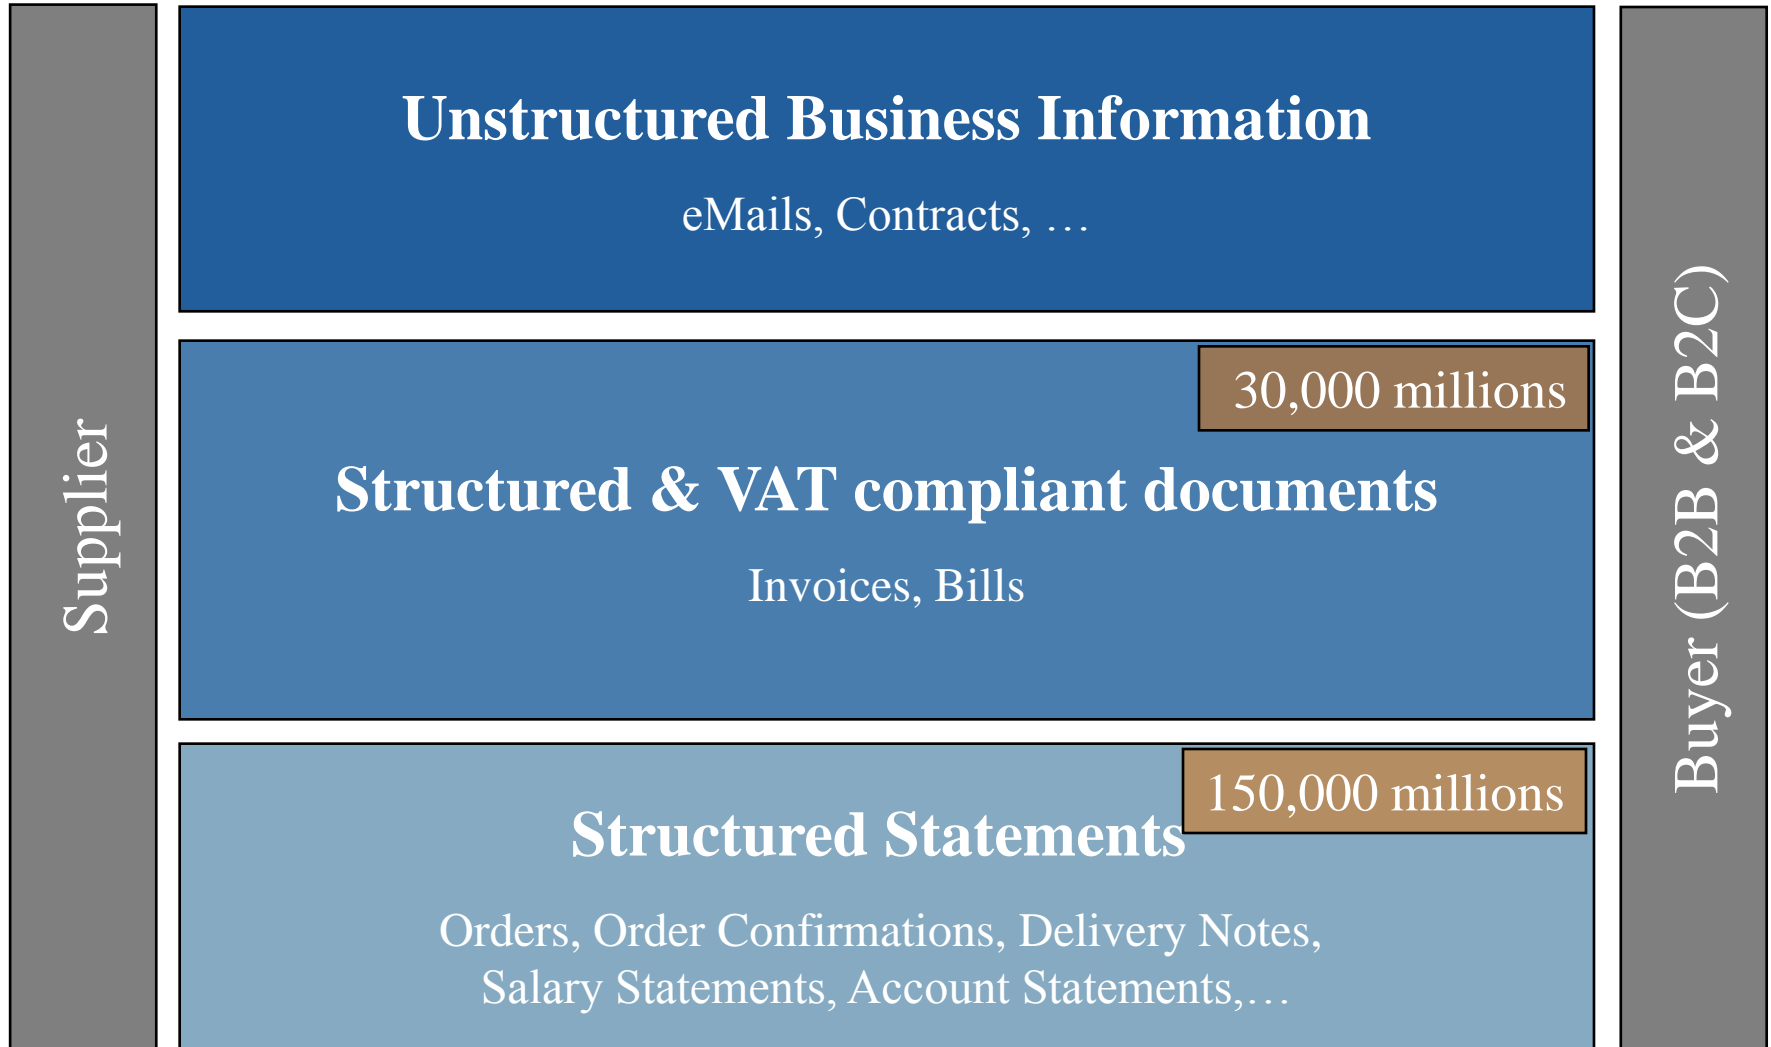 Supplier
Unstructured Business Information
eMails, Contracts, …
30,000 millions
Structured & VAT compliant documents
Invoices, Bills
150,000 millions
Structured Statements
Orders, Order Confirmations, Delivery Notes,
Salary Statements, Account Statements,…
Buyer (B2B & B2C)